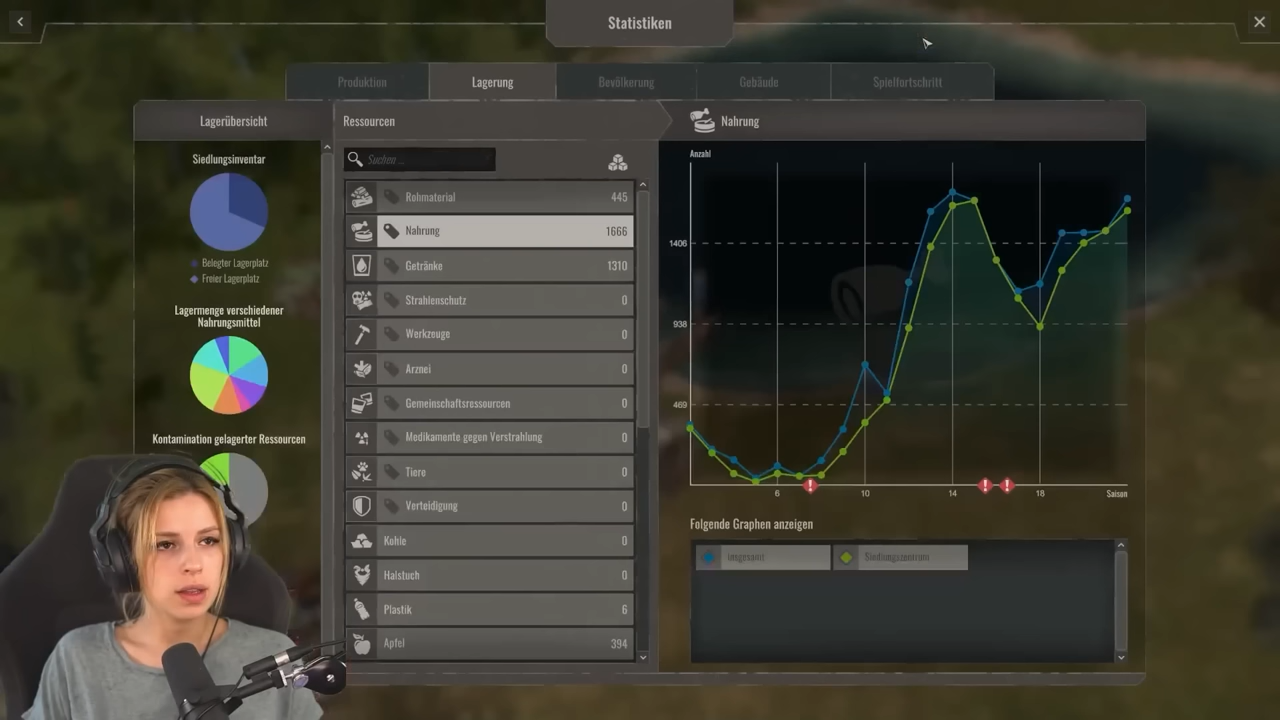 Statistiken
Produktion
Lagerung
Bevölkerung
Gebäude
Spielfortschritt
Lagerübersicht
Siedlungsinventar
Belegter Lagerplatz
Freier Lagerplatz
Lagermenge verschiedener
Nahrungsmittel
Kontamination gelagerter Ressourcen
Ressourcen
Suchen ...
Rohmaterial 445
Nahrung 1666
Getränke 1310
Strahlenschutz 0
Werkzeuge 0
Arznei 0
Gemeinschaftsressourcen 0
Medikamente gegen Verstrahlung 0
Tiere 0
Verteidigung 0
Kohle 0
Halstuch 0
Plastik 6
Apfel 394
Nahrung
Anzahl
1406
938
469
6 10 14 18 Saison
Folgende Graphen anzeigen
Insgesamt
Siedlungszentrum